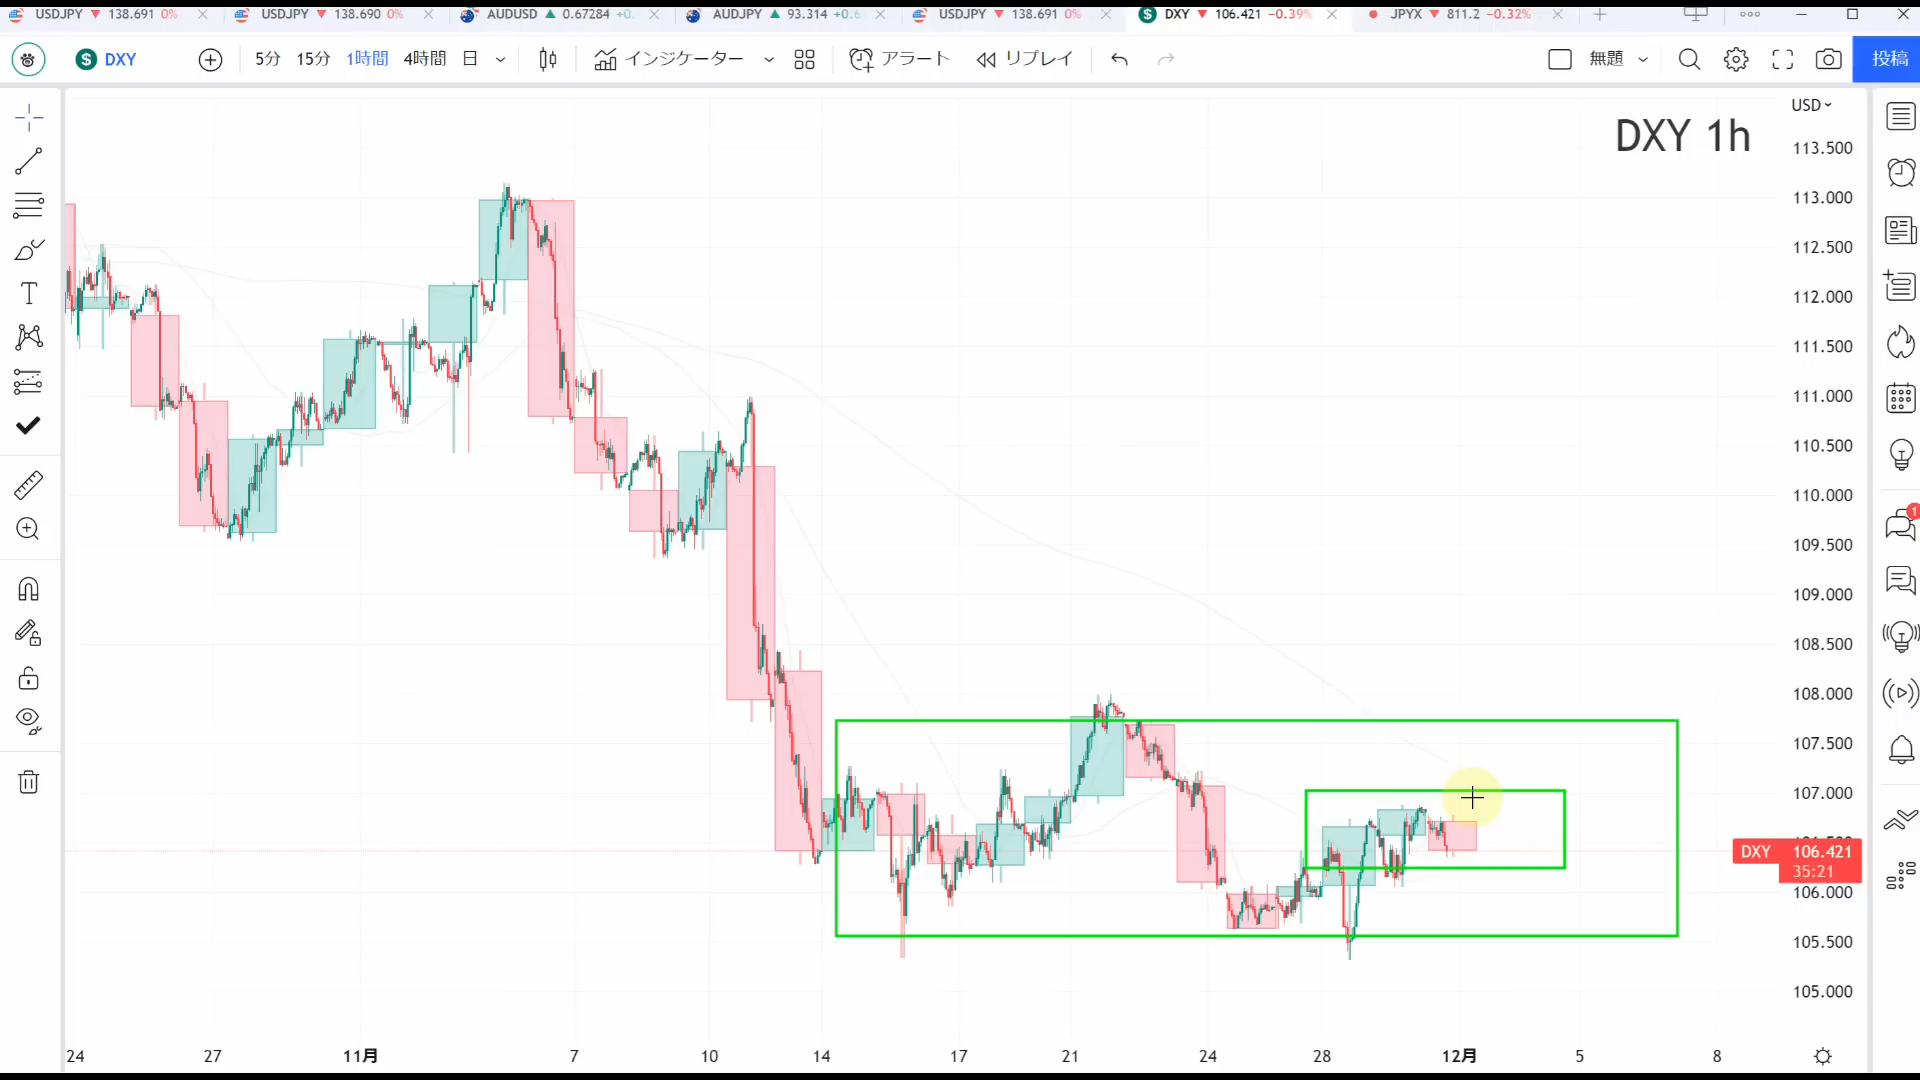 USDJPY ▼ 138.691 0%
USDJPY ▼ 138.690 0%
AUDUSD ▲ 0.67284 +0.
AUDJPY ▲ 93.314 +0.6
USDJPY ▼ 138.691 0%
DXY ▼ 106.421 −0.39%
JPYX ▼ 811.2 −0.32%
DXY
5分 15分 1時間 4時間 日
インジケーター
アラート
リプレイ
無題
投稿
USD
DXY 1h
113.500
113.000
112.500
112.000
111.500
111.000
110.500
110.000
109.500
109.000
108.500
108.000
107.500
107.000
DXY 106.421
35:21
106.000
105.500
105.000
24 27 11月 7 10 14 17 21 24 28 12月 5 8
1